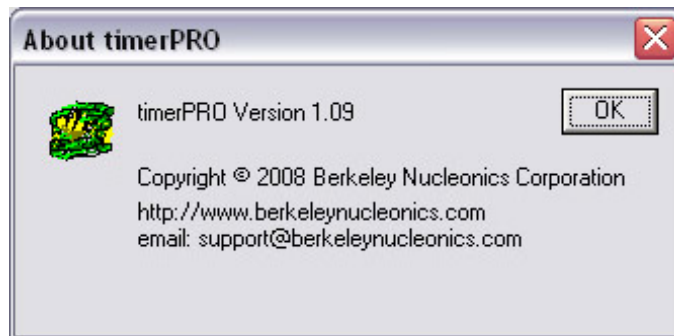 About timerPRO
timerPRO Version 1.09
OK
Copyright © 2008 Berkeley Nucleonics Corporation
http://www.berkeleynucleonics.com
email: support@berkeleynucleonics.com